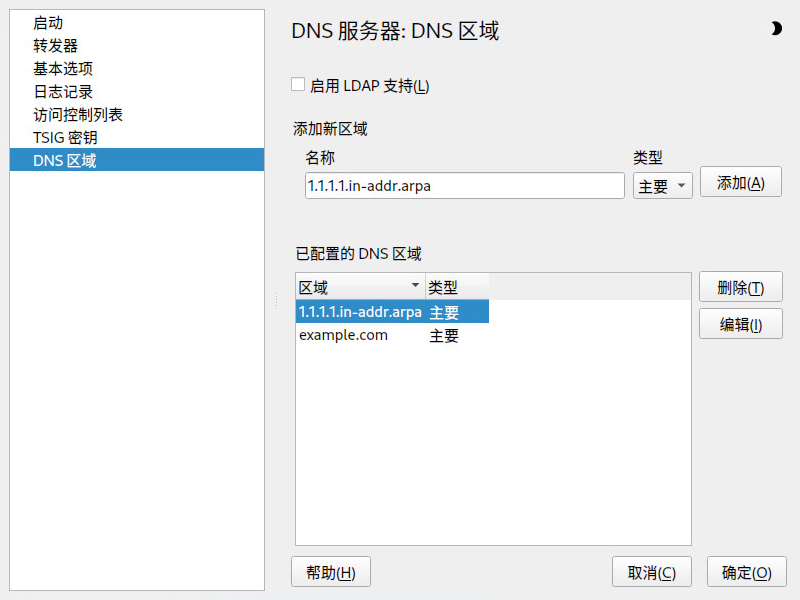 启动
转发器
基本选项
日志记录
访问控制列表
TSIG 密钥
DNS 区域
DNS 服务器: DNS 区域
启用 LDAP 支持(L)
添加新区域
名称 类型
1.1.1.1.in-addr.arpa 主要 添加(A)
已配置的 DNS 区域
区域 类型
1.1.1.1.in-addr.arpa 主要
example.com 主要
删除(T)
编辑(I)
帮助(H) 取消(C) 确定(O)